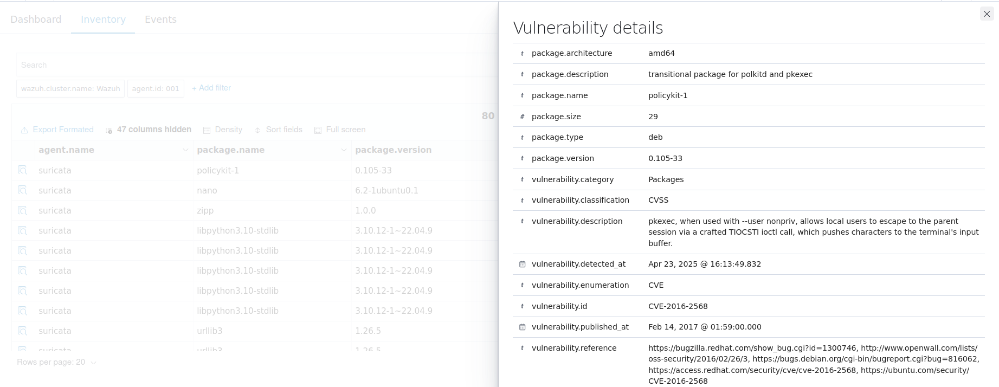 Dashboard Inventory Events
Search
wazuh.cluster.name: Wazuh agent.id: 001 + Add filter
80
Export Formated 47 columns hidden Density Sort fields Full screen
agent.name package.name package.version
suricata policykit-1 0.105-33
suricata nano 6.2-1ubuntu0.1
suricata zipp 1.0.0
suricata libpython3.10-stdlib 3.10.12-1~22.04.9
suricata libpython3.10-stdlib 3.10.12-1~22.04.9
suricata libpython3.10-stdlib 3.10.12-1~22.04.9
suricata libpython3.10-stdlib 3.10.12-1~22.04.9
suricata libpython3.10-stdlib 3.10.12-1~22.04.9
suricata urllib3 1.26.5
suricata urllib3 1.26.5
Rows per page: 20
Vulnerability details
t package.architecture amd64
t package.description transitional package for polkitd and pkexec
t package.name policykit-1
# package.size 29
t package.type deb
t package.version 0.105-33
t vulnerability.category Packages
t vulnerability.classification CVSS
t vulnerability.description pkexec, when used with --user nonpriv, allows local users to escape to the parent
session via a crafted TIOCSTI ioctl call, which pushes characters to the terminal's input
buffer.
vulnerability.detected_at Apr 23, 2025 @ 16:13:49.832
t vulnerability.enumeration CVE
t vulnerability.id CVE-2016-2568
vulnerability.published_at Feb 14, 2017 @ 01:59:00.000
t vulnerability.reference https://bugzilla.redhat.com/show_bug.cgi?id=1300746, http://www.openwall.com/lists/
oss-security/2016/02/26/3, https://bugs.debian.org/cgi-bin/bugreport.cgi?bug=816062,
https://access.redhat.com/security/cve/cve-2016-2568, https://ubuntu.com/security/
CVE-2016-2568